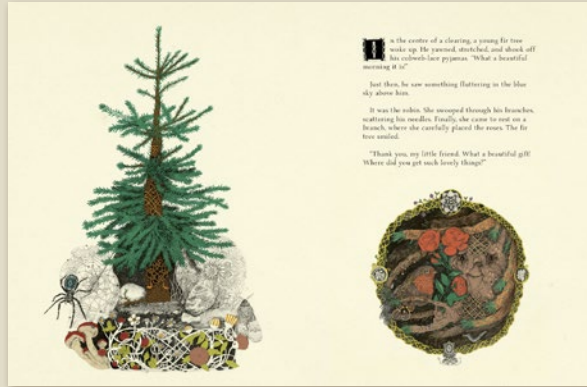 In the centre of a clearing, a young fir tree
woke up. He yawned, stretched, and shook off
his cobweb-lace pyjamas. "What a beautiful
morning it is!"
Just then, he saw something fluttering in the blue
sky above him.
It was the robin. She swooped through his branches,
scattering his needles. Finally, she came to rest on a
branch, where she carefully placed the roses. The fir
tree smiled.
"Thank you, my little friend. What a beautiful gift!
Where did you get such lovely things?"